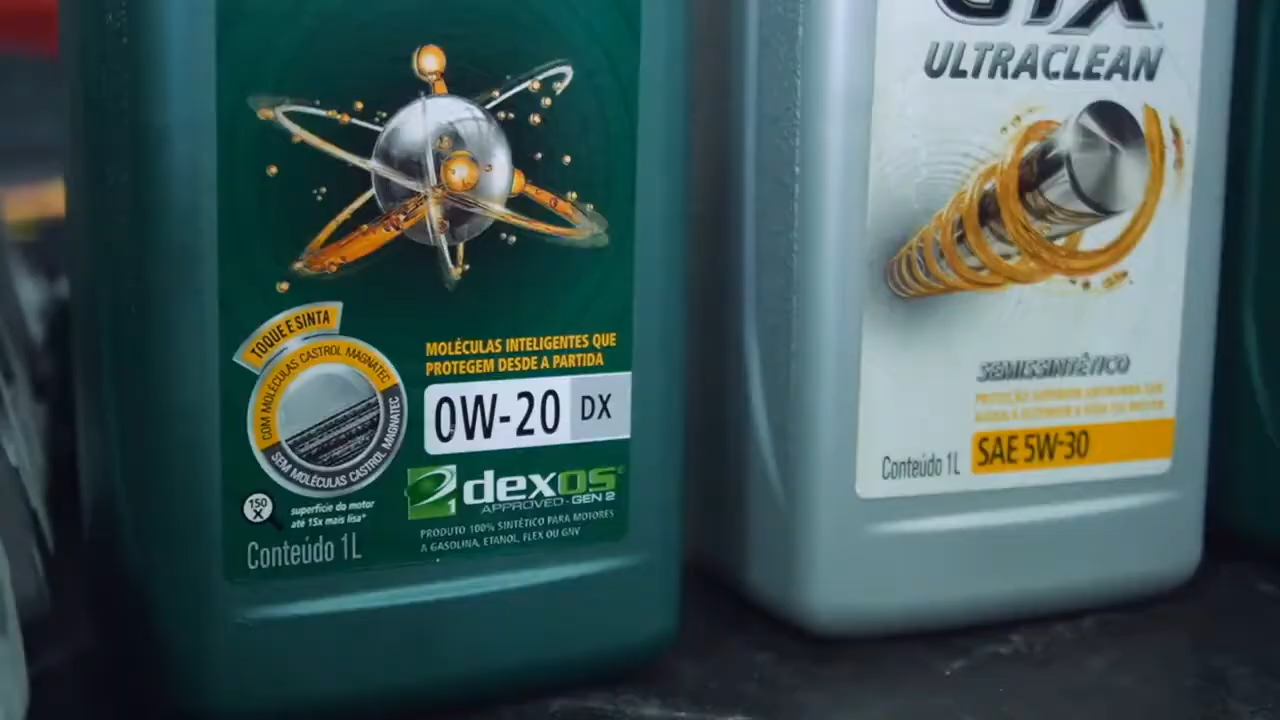 TOQUE E SINTA
COM MOLÉCULAS CASTROL MAGNATEC
SEM MOLÉCULAS CASTROL MAGNATEC
150
X
superfície do motor
até 15x mais lisa*
Conteúdo 1L
MOLÉCULAS INTELIGENTES QUE
PROTEGEM DESDE A PARTIDA
0W-20 DX
1
dexos
APPROVED - GEN 2
PRODUTO 100% SINTÉTICO PARA MOTORES
A GASOLINA, ETANOL, FLEX OU GNV
GTX
ULTRACLEAN
SEMISSINTÉTICO
Conteúdo 1L
SAE 5W-30